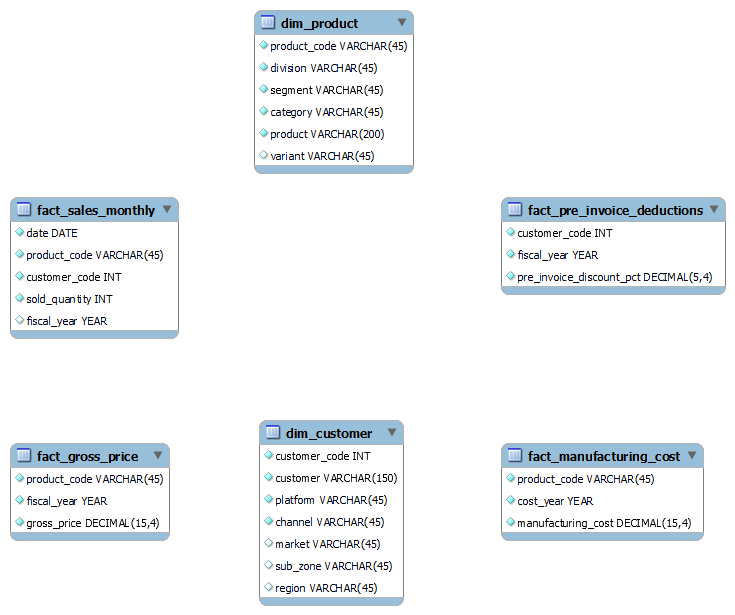 dim_product
product_code VARCHAR(45)
division VARCHAR(45)
segment VARCHAR(45)
category VARCHAR(45)
product VARCHAR(200)
variant VARCHAR(45)
fact_sales_monthly
date DATE
product_code VARCHAR(45)
customer_code INT
sold_quantity INT
fiscal_year YEAR
fact_pre_invoice_deductions
customer_code INT
fiscal_year YEAR
pre_invoice_discount_pct DECIMAL(5,4)
fact_gross_price
product_code VARCHAR(45)
fiscal_year YEAR
gross_price DECIMAL(15,4)
dim_customer
customer_code INT
customer VARCHAR(150)
platform VARCHAR(45)
channel VARCHAR(45)
market VARCHAR(45)
sub_zone VARCHAR(45)
region VARCHAR(45)
fact_manufacturing_cost
product_code VARCHAR(45)
cost_year YEAR
manufacturing_cost DECIMAL(15,4)